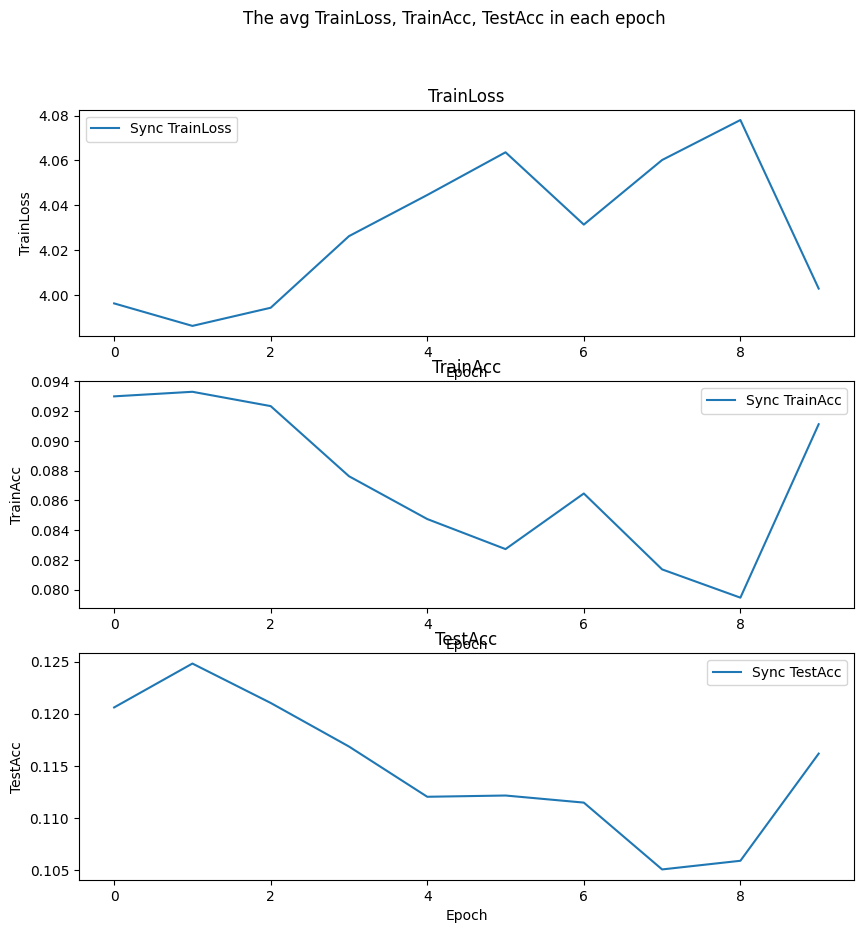 The avg TrainLoss, TrainAcc, TestAcc in each epoch
TrainLoss
Sync TrainLoss
TrainLoss
4.08
4.06
4.04
4.02
4.00
0 2 4 6 8
Epoch
TrainAcc
Sync TrainAcc
TrainAcc
0.094
0.092
0.090
0.088
0.086
0.084
0.082
0.080
0 2 4 6 8
Epoch
TestAcc
Sync TestAcc
TestAcc
0.125
0.120
0.115
0.110
0.105
0 2 4 6 8
Epoch